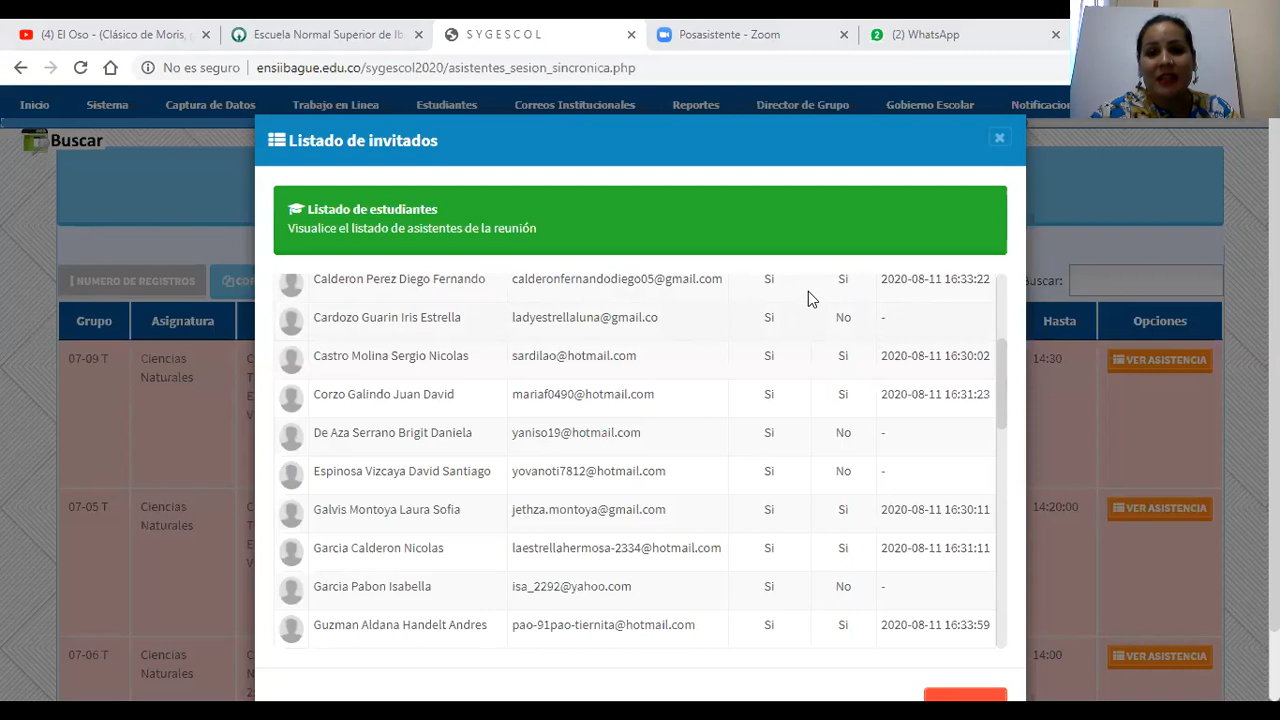 (4) El Oso - (Clásico de Moris,
Escuela Normal Superior de Ib
S Y G E S C O L
Posasistente - Zoom
2
(2) WhatsApp
No es seguro
ensiibague.edu.co/sygescol2020/asistentes_sesion_sincronica.php
Inicio Sistema Captura de Datos Trabajo en Linea Estudiantes Correos Institucionales Reportes Director de Grupo Gobierno Escolar Notificacion
Buscar
Listado de invitados
Listado de estudiantes
Visualice el listado de asistentes de la reunión
NUMERO DE REGISTROS
Buscar:
Grupo Asignatura Hasta Opciones
Calderon Perez Diego Fernando calderonfernandodiego05@gmail.com Si Si 2020-08-11 16:33:22
Cardozo Guarin Iris Estrella ladyestrellaluna@gmail.co Si No -
Castro Molina Sergio Nicolas sardilao@hotmail.com Si Si 2020-08-11 16:30:02
Corzo Galindo Juan David mariaf0490@hotmail.com Si Si 2020-08-11 16:31:23
De Aza Serrano Brigit Daniela yaniso19@hotmail.com Si No -
Espinosa Vizcaya David Santiago yovanoti7812@hotmail.com Si No -
Galvis Montoya Laura Sofia jethza.montoya@gmail.com Si Si 2020-08-11 16:30:11
Garcia Calderon Nicolas laestrellahermosa-2334@hotmail.com Si Si 2020-08-11 16:31:11
Garcia Pabon Isabella isa_2292@yahoo.com Si No -
Guzman Aldana Handelt Andres pao-91pao-tiernita@hotmail.com Si Si 2020-08-11 16:33:59
07-09 T Ciencias 14:30 VER ASISTENCIA
Naturales
07-05 T Ciencias 14:20:00 VER ASISTENCIA
Naturales
07-06 T Ciencias 14:00 VER ASISTENCIA
Naturales